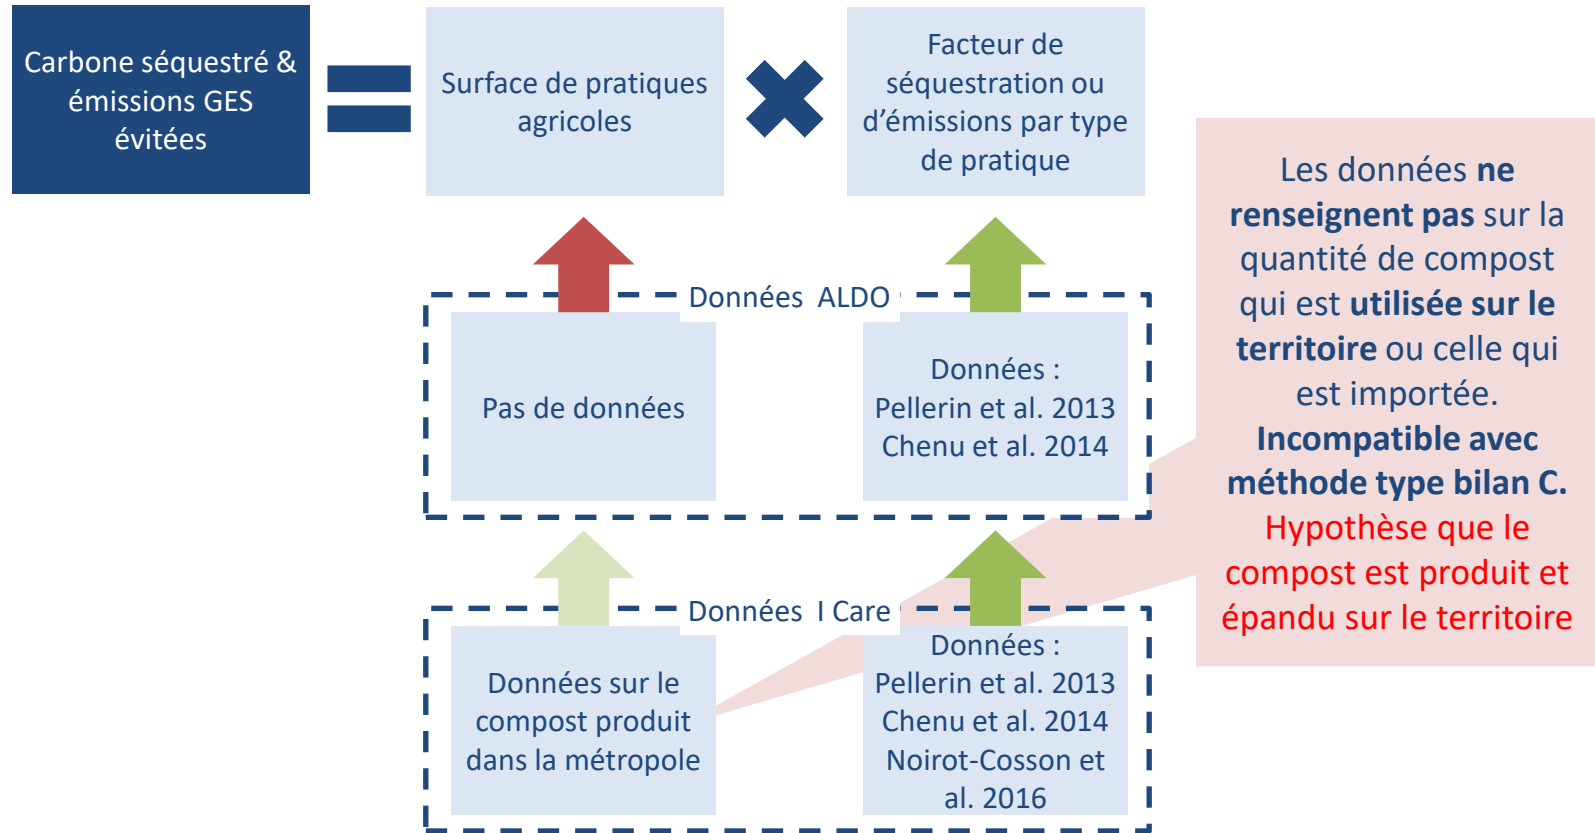 Carbone séquestré &
émissions GES
évitées
Surface de pratiques
agricoles
Facteur de
séquestration ou
d’émissions par type
de pratique
Les données ne
renseignent pas sur la
quantité de compost
qui est utilisée sur le
territoire ou celle qui
est importée.
Incompatible avec
méthode type bilan C.
Hypothèse que le
compost est produit et
épandu sur le territoire
Données ALDO
Pas de données
Données :
Pellerin et al. 2013
Chenu et al. 2014
Données I Care
Données sur le
compost produit
dans la métropole
Données :
Pellerin et al. 2013
Chenu et al. 2014
Noirot-Cosson et
al. 2016